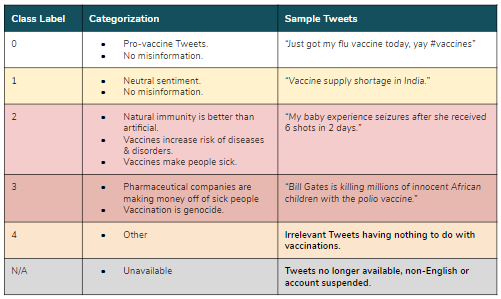 Class Label Categorization Sample Tweets
0 • Pro-vaccine Tweets. "Just got my flu vaccine today, yay #vaccines"
• No misinformation.
1 • Neutral sentiment. "Vaccine supply shortage in India."
• No misinformation.
2 • Natural immunity is better than "My baby experience seizures after she received
artificial. 6 shots in 2 days."
• Vaccines increase risk of diseases
& disorders.
• Vaccines make people sick.
3 • Pharmaceutical companies are "Bill Gates is killing millions of innocent African
making money off of sick people children with the polio vaccine."
• Vaccination is genocide.
4 • Other Irrelevant Tweets having nothing to do with
vaccinations.
N/A • Unavailable Tweets no longer available, non-English or
account suspended.